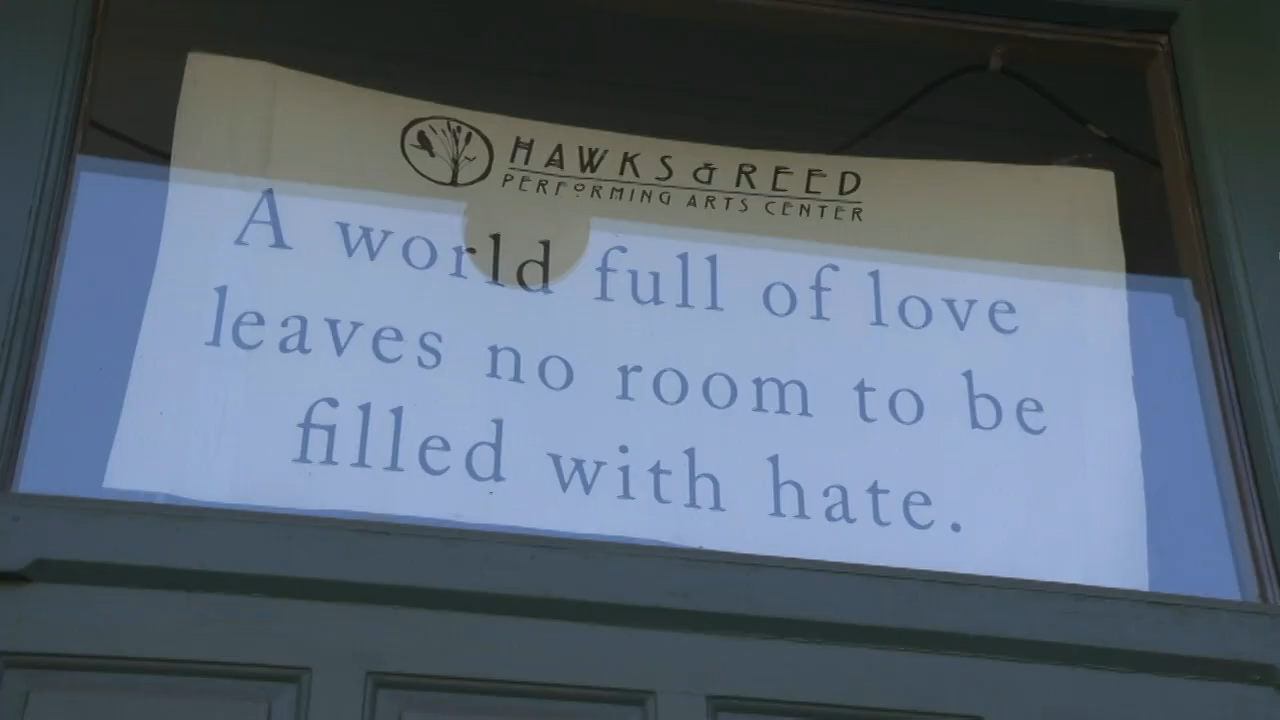 HAWKS & REED
PERFORMING ARTS CENTER
A world full of love
leaves no room to be
filled with hate.